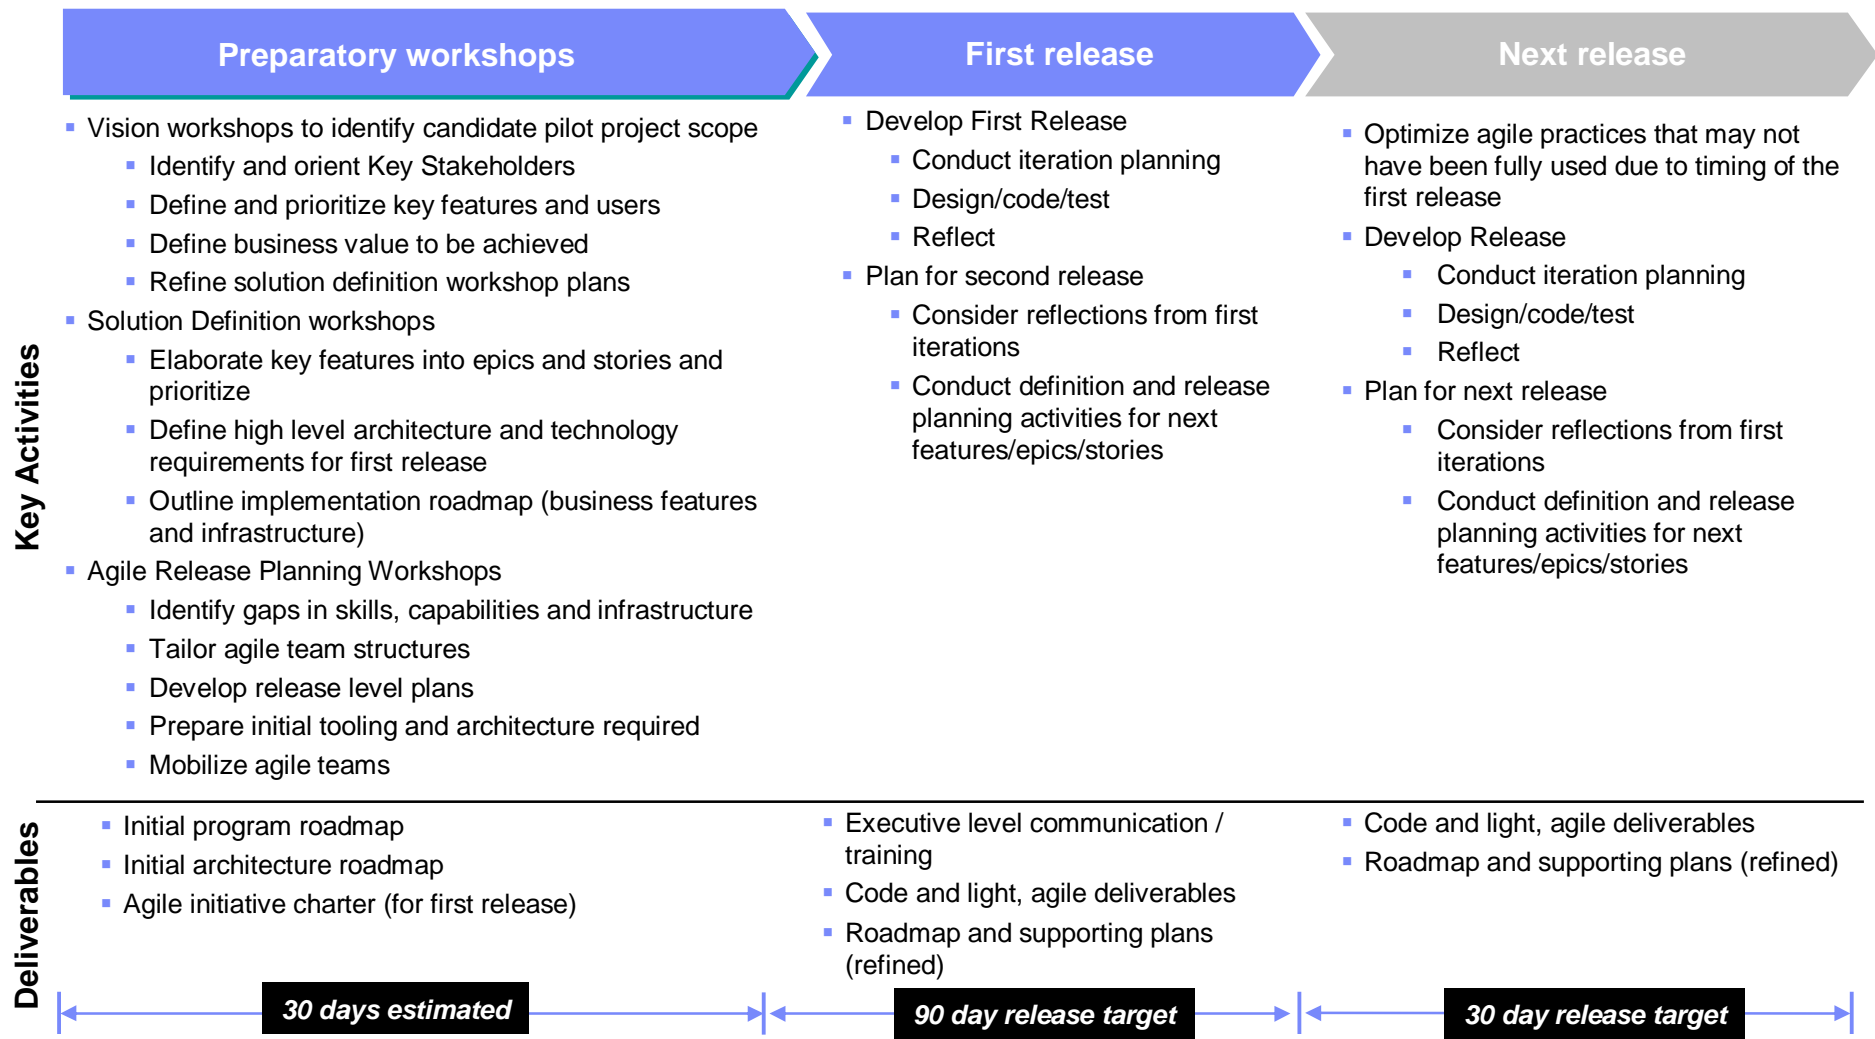 Preparatory workshops
First release
Next release
Key Activities
Vision workshops to identify candidate pilot project scope
Identify and orient Key Stakeholders
Define and prioritize key features and users
Define business value to be achieved
Refine solution definition workshop plans
Solution Definition workshops
Elaborate key features into epics and stories and
prioritize
Define high level architecture and technology
requirements for first release
Outline implementation roadmap (business features
and infrastructure)
Agile Release Planning Workshops
Identify gaps in skills, capabilities and infrastructure
Tailor agile team structures
Develop release level plans
Prepare initial tooling and architecture required
Mobilize agile teams
Develop First Release
Conduct iteration planning
Design/code/test
Reflect
Plan for second release
Consider reflections from first
iterations
Conduct definition and release
planning activities for next
features/epics/stories
Optimize agile practices that may not
have been fully used due to timing of the
first release
Develop Release
Conduct iteration planning
Design/code/test
Reflect
Plan for next release
Consider reflections from first
iterations
Conduct definition and release
planning activities for next
features/epics/stories
Deliverables
Initial program roadmap
Initial architecture roadmap
Agile initiative charter (for first release)
Executive level communication /
training
Code and light, agile deliverables
Roadmap and supporting plans
(refined)
Code and light, agile deliverables
Roadmap and supporting plans (refined)
30 days estimated
90 day release target
30 day release target